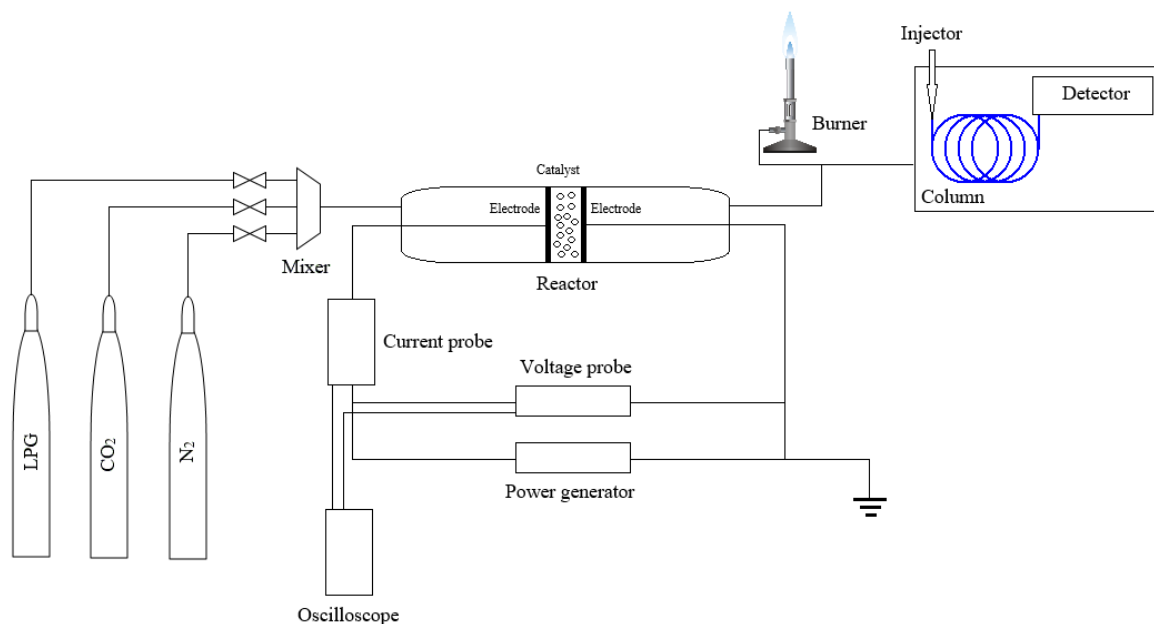 Injector
Detector
Burner
Column
Catalyst
Electrode
Electrode
Mixer
Reactor
Current probe
Voltage probe
LPG
CO₂
N₂
Power generator
Oscilloscope